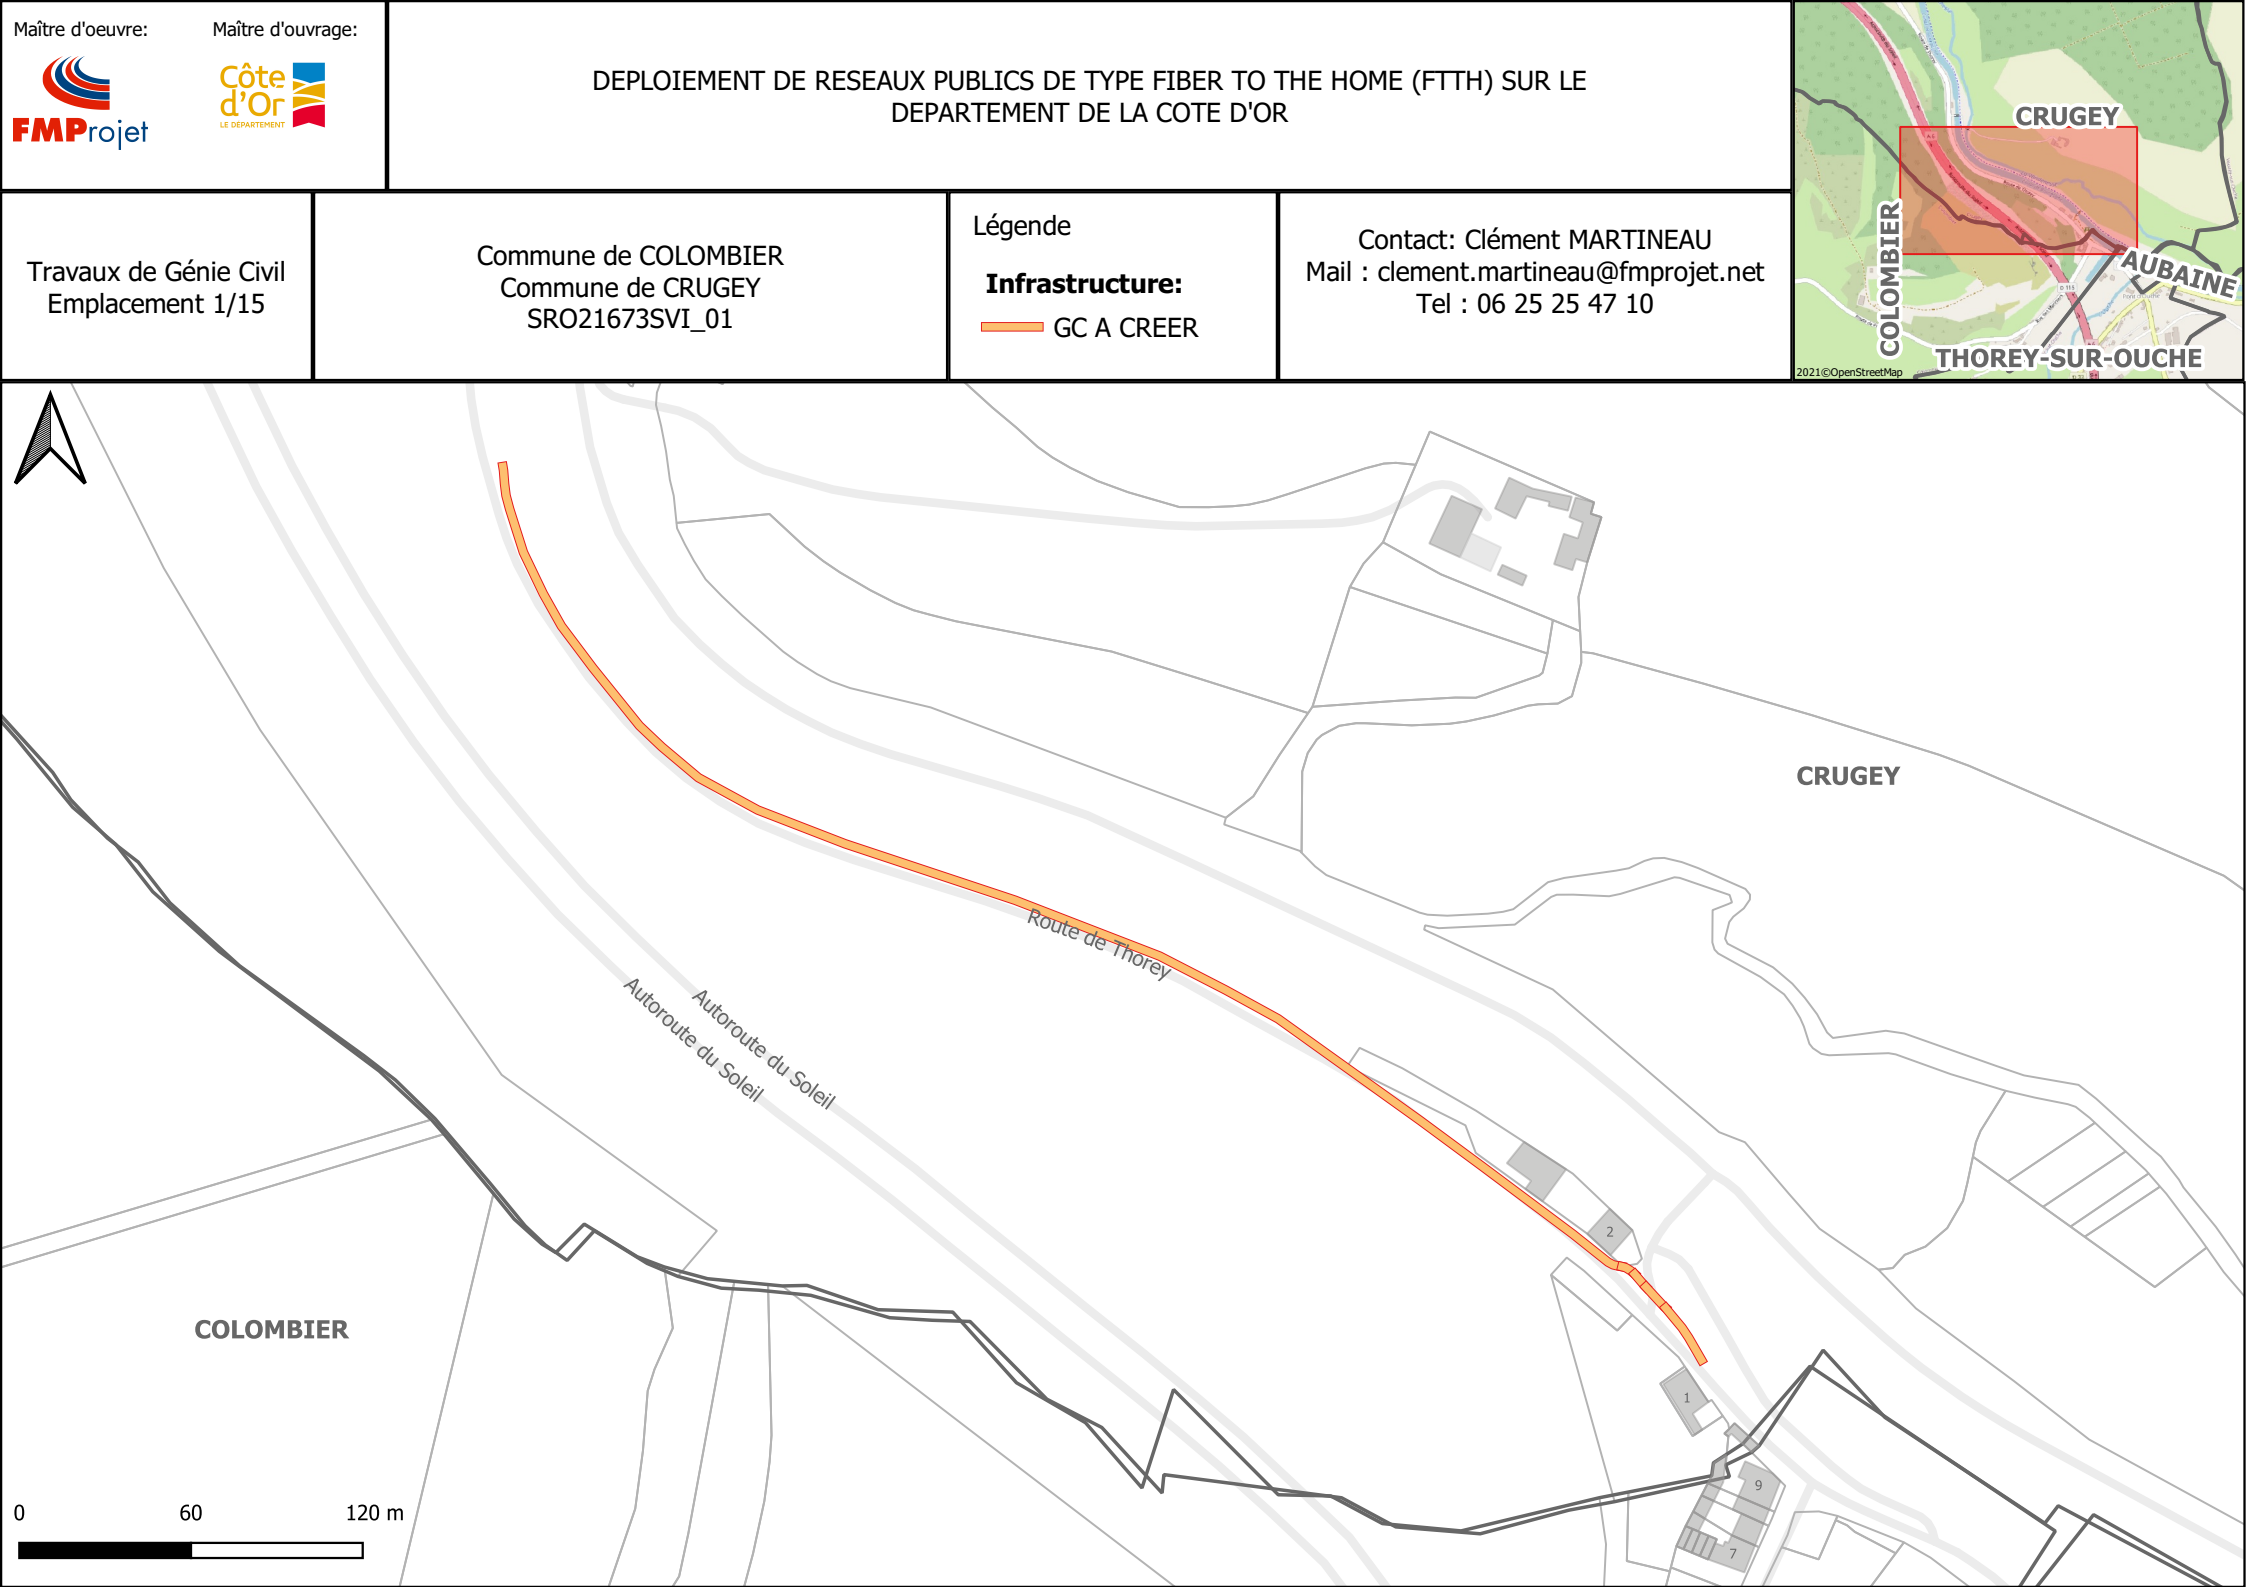 Maître d'oeuvre:
Maître d'ouvrage:
FMProjet
Côte
d'Or
LE DÉPARTEMENT
DEPLOIEMENT DE RESEAUX PUBLICS DE TYPE FIBER TO THE HOME (FTTH) SUR LE
DEPARTEMENT DE LA COTE D'OR
Travaux de Génie Civil
Emplacement 1/15
Commune de COLOMBIER
Commune de CRUGEY
SRO21673SVI_01
Légende
Infrastructure:
GC A CREER
Contact: Clément MARTINEAU
Mail : clement.martineau@fmprojet.net
Tel : 06 25 25 47 10
CRUGEY
COLOMBIER
AUBAINE
D 115
THOREY-SUR-OUCHE
2021©OpenStreetMap
CRUGEY
Route de Thorey
Autoroute du Soleil
Autoroute du Soleil
2
COLOMBIER
1
9
7
0 60 120 m